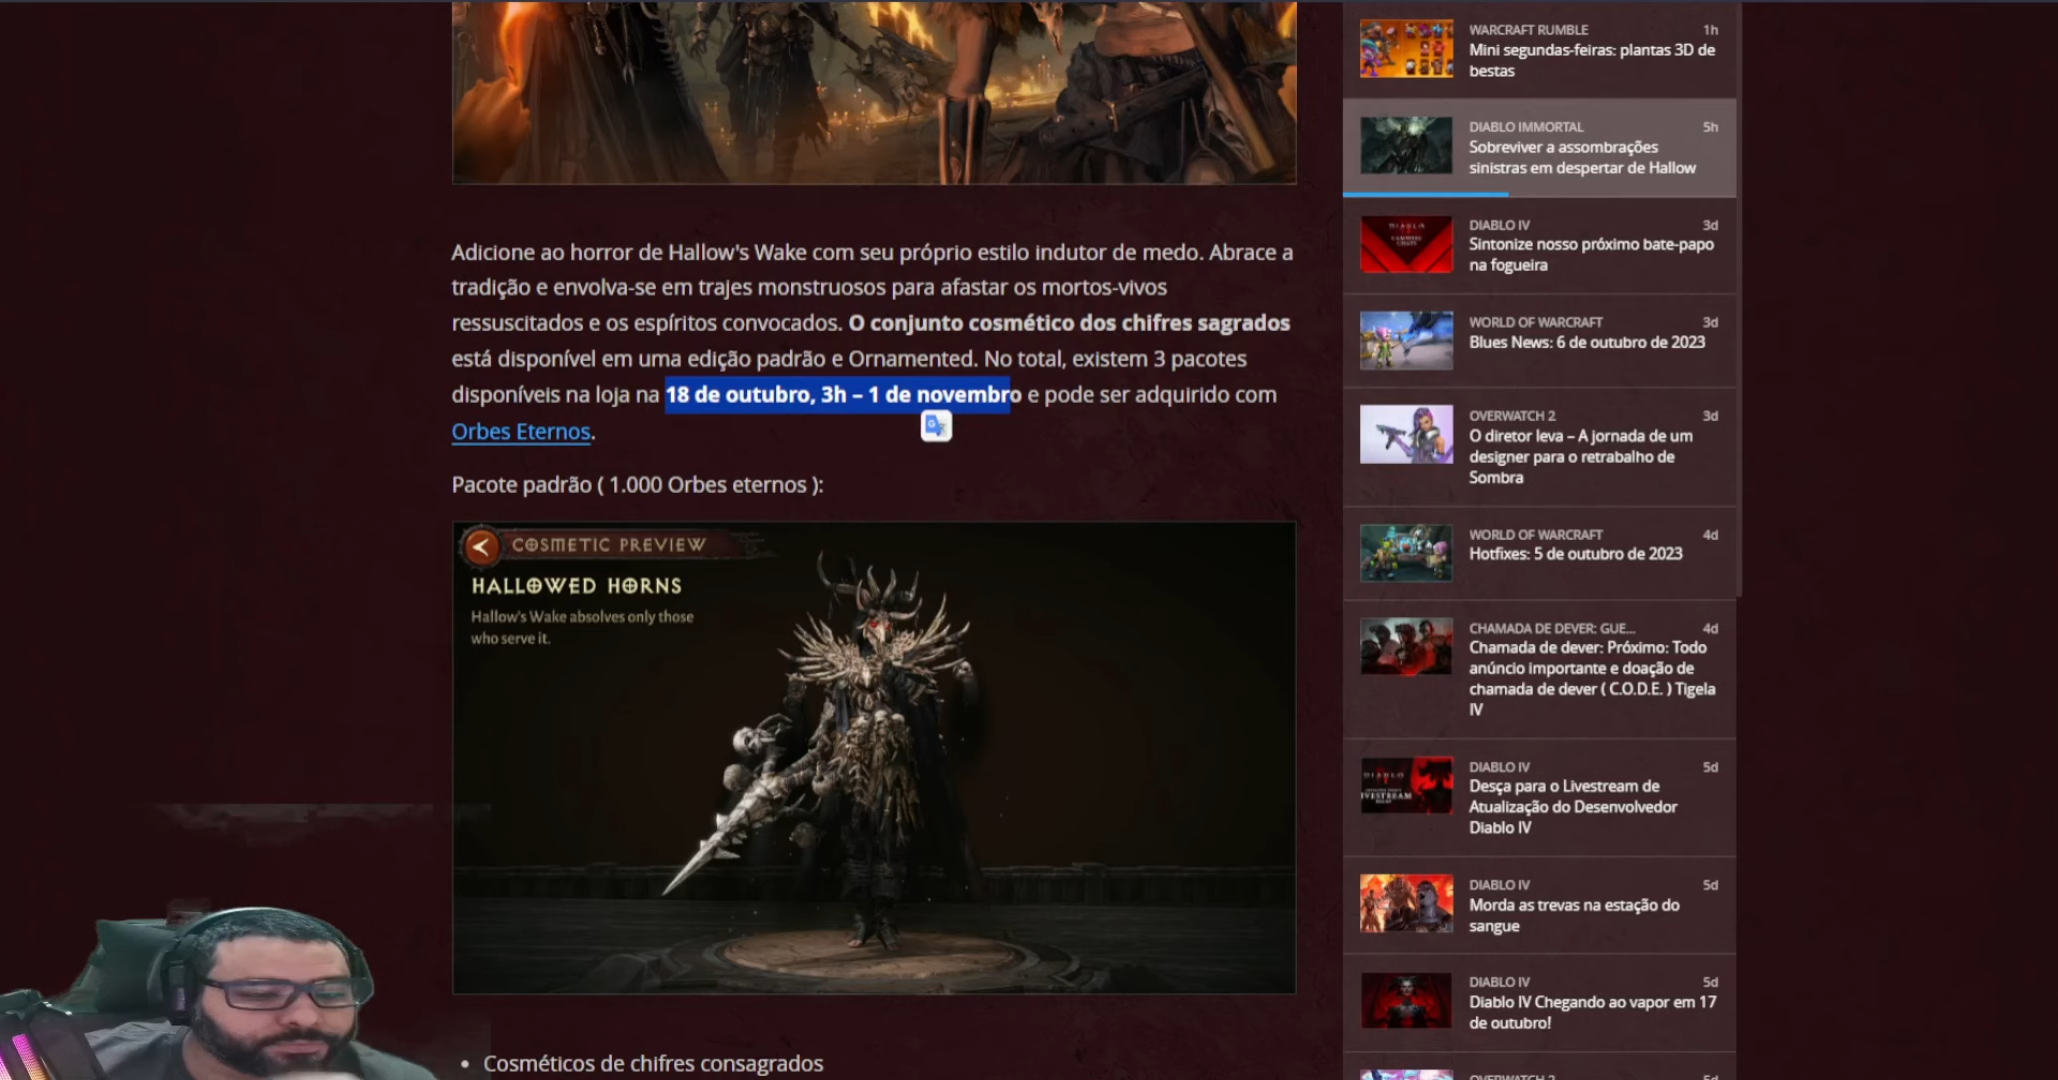 Adicione ao horror de Hallow's Wake com seu próprio estilo indutor de medo. Abrace a
tradição e envolva-se em trajes monstruosos para afastar os mortos-vivos
ressuscitados e os espíritos convocados. O conjunto cosmético dos chifres sagrados
está disponível em uma edição padrão e Ornamented. No total, existem 3 pacotes
disponíveis na loja na 18 de outubro, 3h – 1 de novembro e pode ser adquirido com
Orbes Eternos.
Pacote padrão ( 1.000 Orbes eternos ):
COSMETIC PREVIEW
HALLOWED HORNS
Hallow's Wake absolves only those
who serve it.
• Cosméticos de chifres consagrados
WARCRAFT RUMBLE 1h
Mini segundas-feiras: plantas 3D de
bestas
DIABLO IMMORTAL 5h
Sobreviver a assombrações
sinistras em despertar de Hallow
DIABLO IV 3d
Sintonize nosso próximo bate-papo
na fogueira
WORLD OF WARCRAFT 3d
Blues News: 6 de outubro de 2023
OVERWATCH 2 3d
O diretor leva – A jornada de um
designer para o retrabalho de
Sombra
WORLD OF WARCRAFT 4d
Hotfixes: 5 de outubro de 2023
CHAMADA DE DEVER: GUE... 4d
Chamada de dever: Próximo: Todo
anúncio importante e doação de
chamada de dever ( C.O.D.E. ) Tigela
IV
DIABLO IV 5d
Desça para o Livestream de
Atualização do Desenvolvedor
Diablo IV
DIABLO IV 5d
Morda as trevas na estação do
sangue
DIABLO IV 5d
Diablo IV Chegando ao vapor em 17
de outubro!
OVERWATCH 2 5d